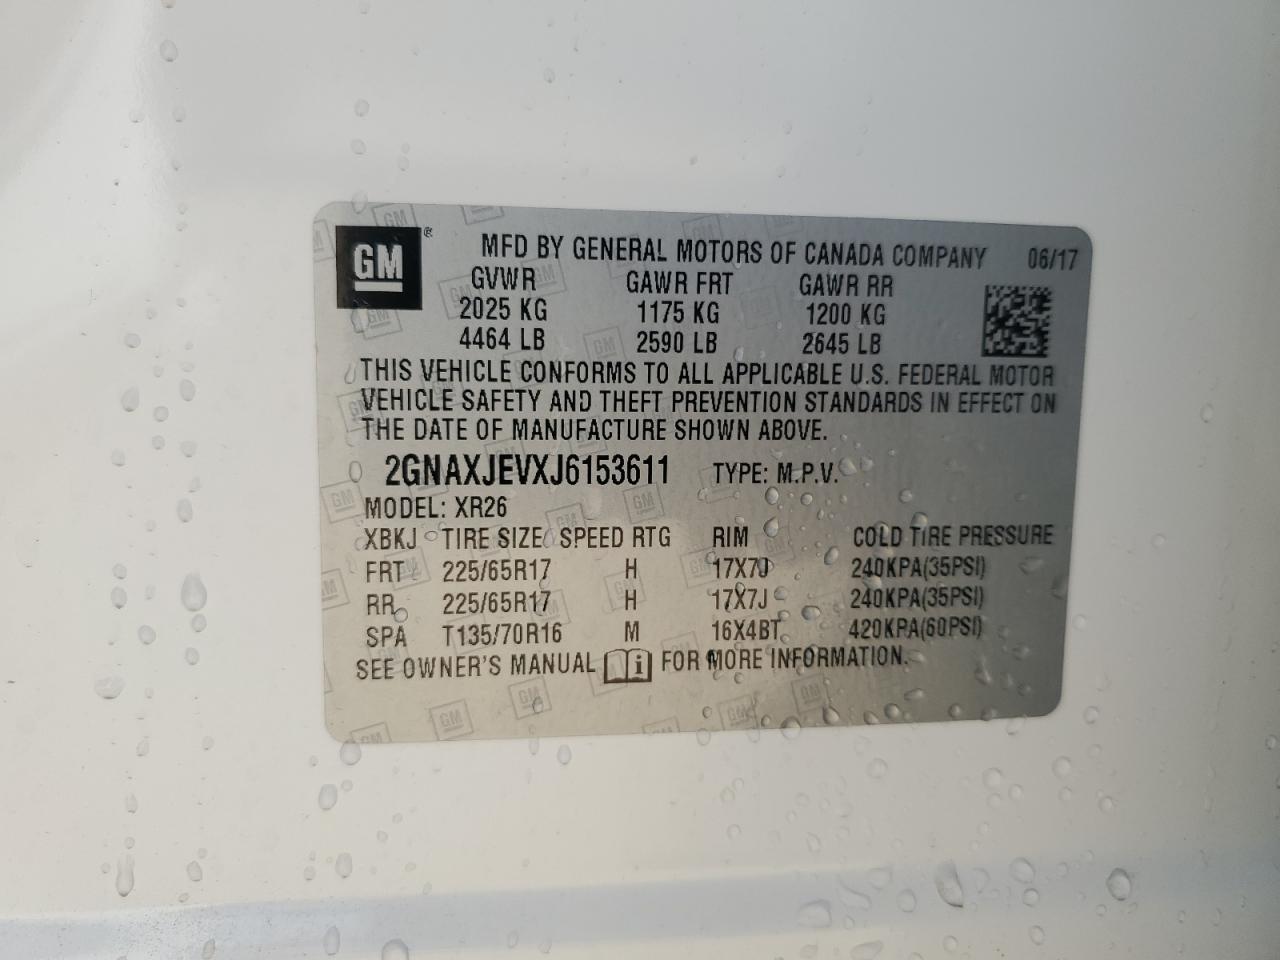 GM ®
MFD BY GENERAL MOTORS OF CANADA COMPANY 06/17
GVWR GAWR FRT GAWR RR
2025 KG 1175 KG 1200 KG
4464 LB 2590 LB 2645 LB
THIS VEHICLE CONFORMS TO ALL APPLICABLE U.S. FEDERAL MOTOR
VEHICLE SAFETY AND THEFT PREVENTION STANDARDS IN EFFECT ON
THE DATE OF MANUFACTURE SHOWN ABOVE.
2GNAXJEVXJ6153611 TYPE: M.P.V.
MODEL: XR26
XBKJ TIRE SIZE SPEED RTG RIM COLD TIRE PRESSURE
FRT 225/65R17 H 17X7J 240KPA(35PSI)
RR 225/65R17 H 17X7J 240KPA(35PSI)
SPA T135/70R16 M 16X4BT 420KPA(60PSI)
SEE OWNER'S MANUAL i FOR MORE INFORMATION.